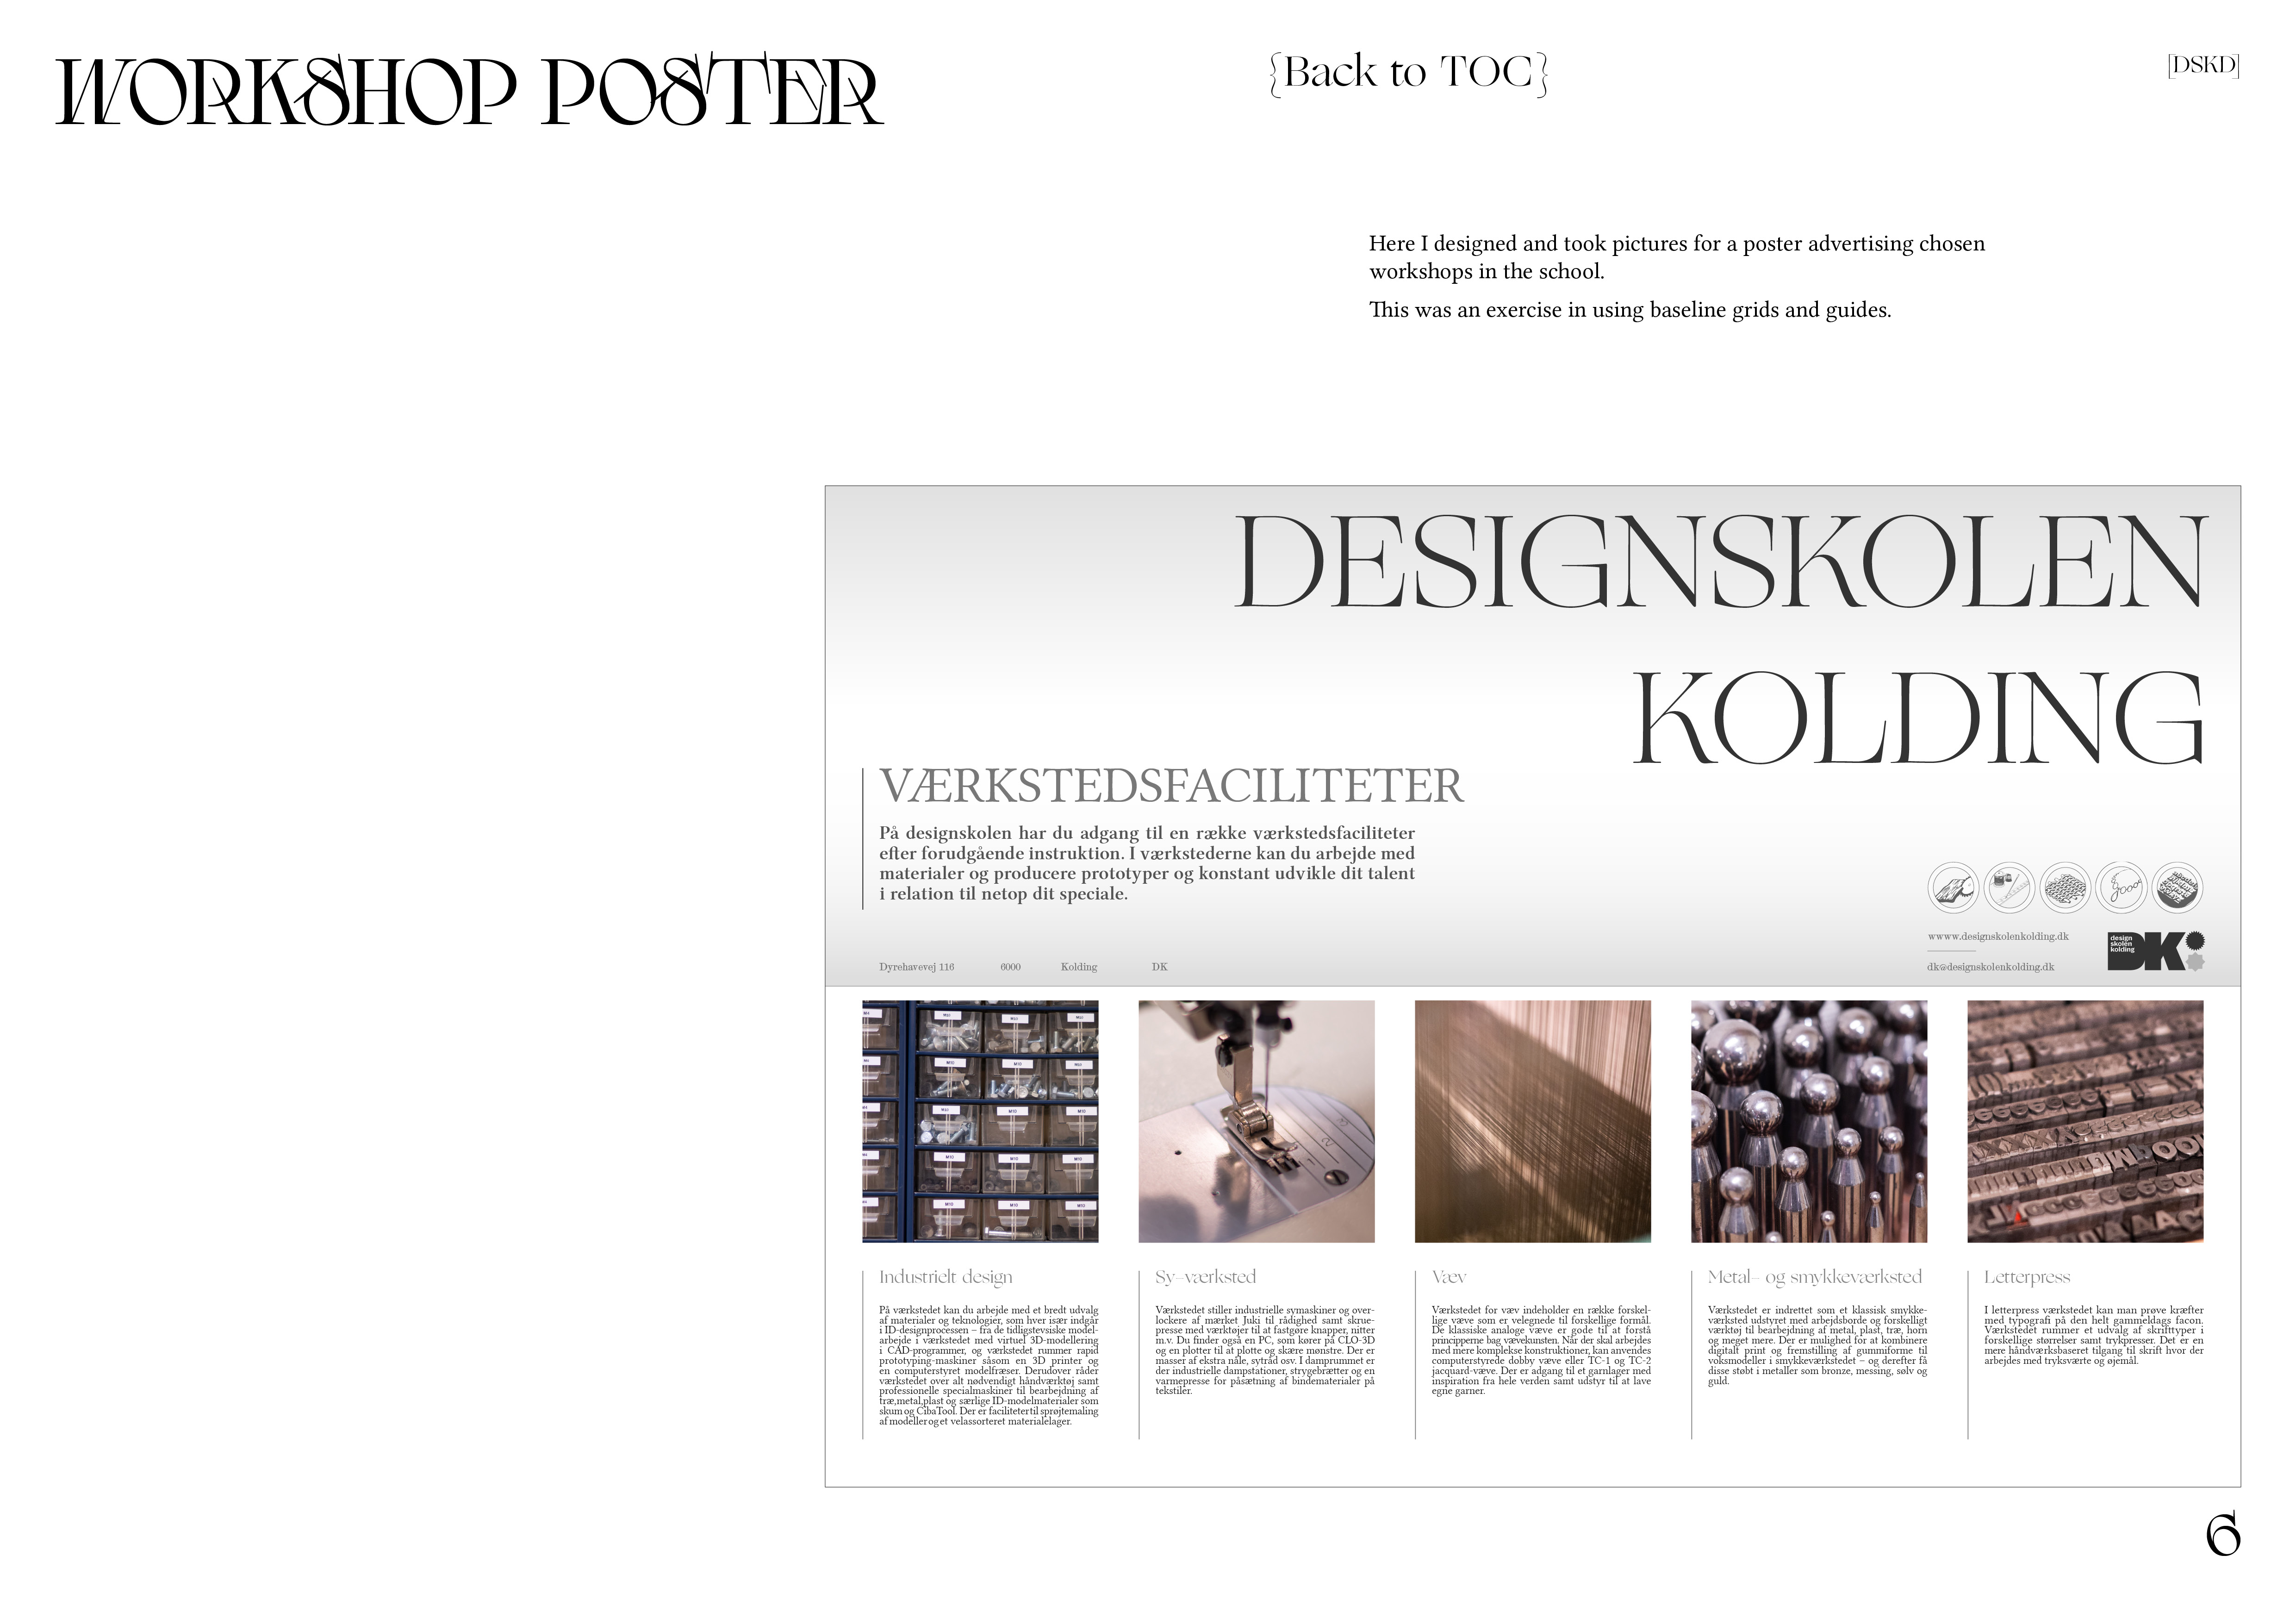 WORKSHOP POSTER
{Back to TOC}
[DSKD]
Here I designed and took pictures for a poster advertising chosen
workshops in the school.
This was an exercise in using baseline grids and guides.
DESIGNSKOLEN
KOLDING
VÆRKSTEDSFACILITETER
På designskolen har du adgang til en række værkstedsfaciliteter
efter forudgående instruktion. I værkstederne kan du arbejde med
materialer og producere prototyper og konstant udvikle dit talent
i relation til netop dit speciale.
Dyrehavevej 116 6000 Kolding DK
wwww.designskolenkolding.dk
dk@designskolenkolding.dk
design
skolen
kolding
DK
Industrielt design
På værkstedet kan du arbejde med et bredt udvalg
af materialer og teknologier, som hver især indgår
i ID-designprocessen – fra de tidligstevsiske model-
arbejde i værkstedet med virtuel 3D-modellering
i CAD-programmer, og værkstedet rummer rapid
prototyping-maskiner såsom en 3D printer og
en computerstyret modelfræser. Derudover råder
værkstedet over alt nødvendigt håndværktøj samt
professionelle specialmaskiner til bearbejdning af
træ,metal,plast og særlige ID-modelmaterialer som
skum og CibaTool. Der er facilitetertil sprøjtemaling
af modeller og et velassorteret materialelager.
Sy-værksted
Værkstedet stiller industrielle symaskiner og over-
lockere af mærket Juki til rådighed samt skrue-
presse med værktøjer til at fastgøre knapper, nitter
m.v. Du finder også en PC, som kører på CLO-3D
og en plotter til at plotte og skære mønstre. Der er
masser af ekstra nåle, sytråd osv. I damprummet er
der industrielle dampstationer, strygebrætter og en
varmepresse for påsætning af bindematerialer på
tekstiler.
Væv
Værkstedet for væv indeholder en række forskel-
lige væve som er velegnede til forskellige formål.
De klassiske analoge væve er gode til at forstå
principperne bag vævekunsten. Når der skal arbejdes
med mere komplekse konstruktioner, kan anvendes
computerstyrede dobby væve eller TC-1 og TC-2
jacquard-væve. Der er adgang til et garnlager med
inspiration fra hele verden samt udstyr til at lave
egne garner.
Metal- og smykkeværksted
Værkstedet er indrettet som et klassisk smykke-
værksted udstyret med arbejdsborde og forskelligt
værktøj til bearbejdning af metal, plast, træ, horn
og meget mere. Der er mulighed for at kombinere
digitalt print og fremstilling af gummiforme til
voksmodeller i smykkeværkstedet – og derefter få
disse støbt i metaller som bronze, messing, sølv og
guld.
Letterpress
I letterpress værkstedet kan man prøve kræfter
med typografi på den helt gammeldags facon.
Værkstedet rummer et udvalg af skrifttyper i
forskellige størrelser samt trykpresser. Det er en
mere håndværksbaseret tilgang til skrift hvor der
arbejdes med tryksværte og øjemål.
6